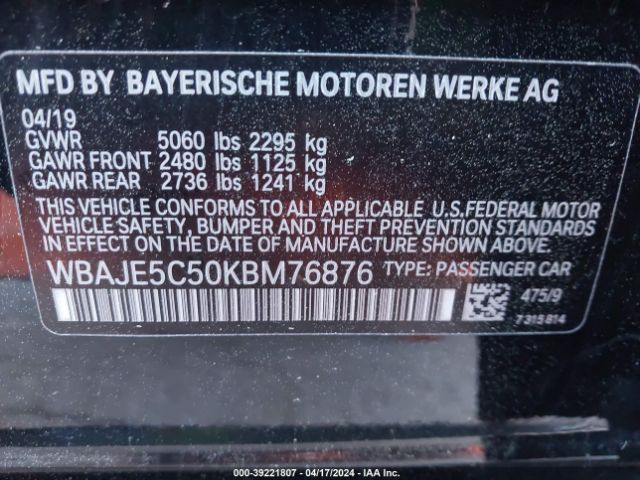 MFD BY BAYERISCHE MOTOREN WERKE AG
04/19
GVWR 5060 lbs 2295 kg
GAWR FRONT 2480 lbs 1125 kg
GAWR REAR 2736 lbs 1241 kg
THIS VEHICLE CONFORMS TO ALL APPLICABLE U.S.FEDERAL MOTOR
VEHICLE SAFETY, BUMPER AND THEFT PREVENTION STANDARDS
IN EFFECT ON THE DATE OF MANUFACTURE SHOWN ABOVE.
WBAJE5C50KBM76876 TYPE: PASSENGER CAR
475/9
7 315 814
000-39221807 - 04/17/2024 - IAA Inc.